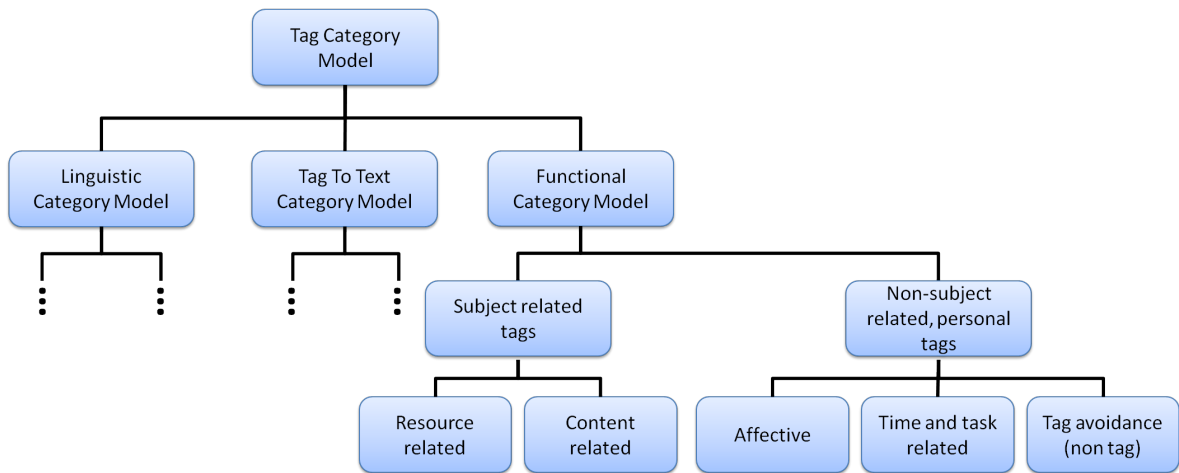 Tag Category
Model
Linguistic
Category Model
Tag To Text
Category Model
Functional
Category Model
Subject related
tags
Non-subject
related, personal
tags
Resource
related
Content
related
Affective
Time and task
related
Tag avoidance
(non tag)